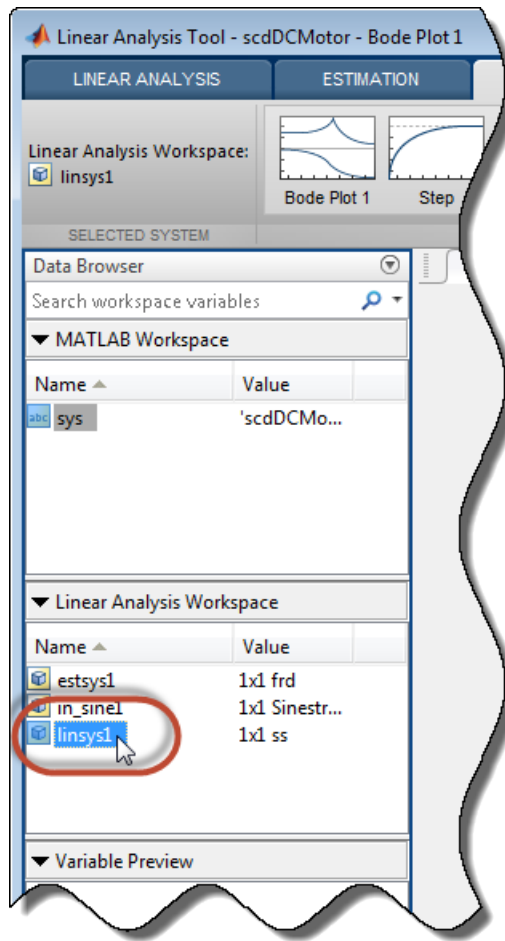 Linear Analysis Tool - scdDCMotor - Bode Plot 1
LINEAR ANALYSIS ESTIMATION
Linear Analysis Workspace:
linsys1
Bode Plot 1 Step
SELECTED SYSTEM
Data Browser
Search workspace variables
MATLAB Workspace
Name Value
abc sys 'scdDCMo...
Linear Analysis Workspace
Name Value
estsys1 1x1 frd
in_sine1 1x1 Sinestr...
linsys1 1x1 ss
Variable Preview